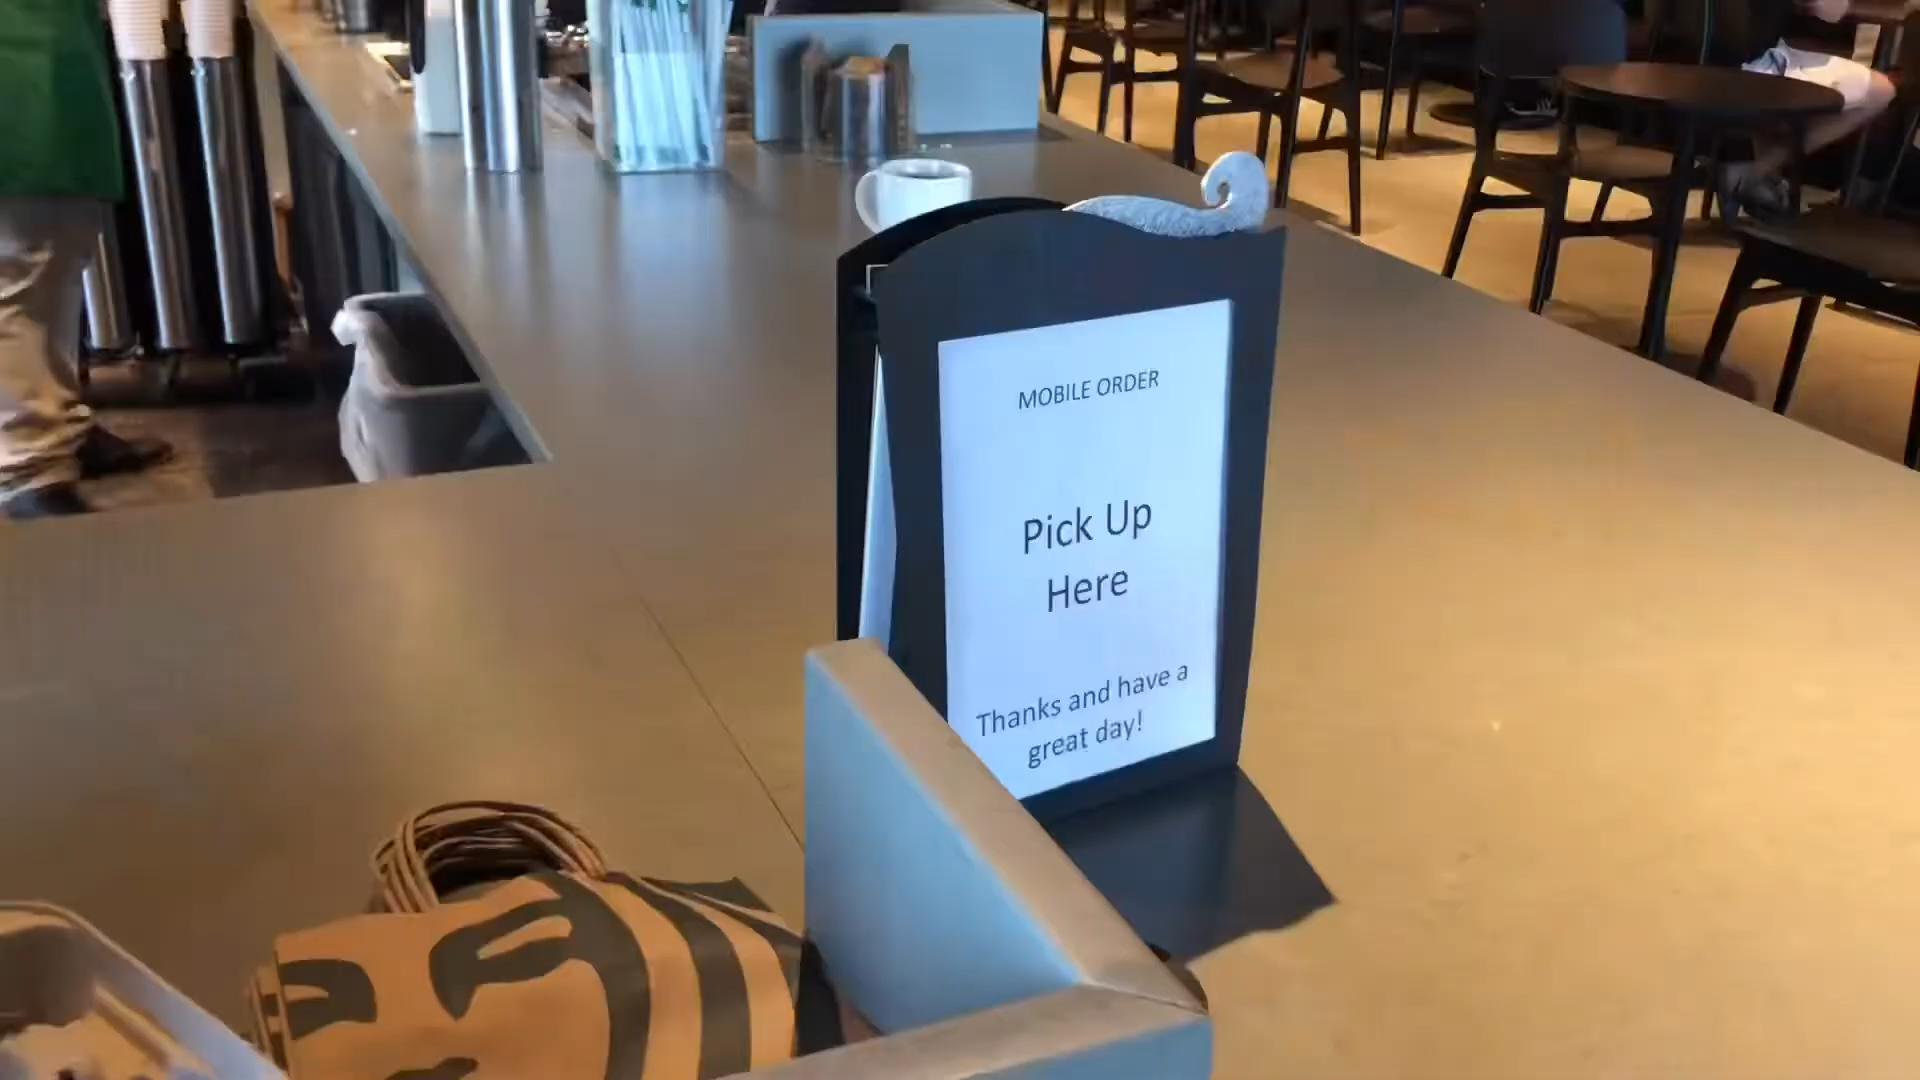 MOBILE ORDER
Pick Up
Here
Thanks and have a
great day!